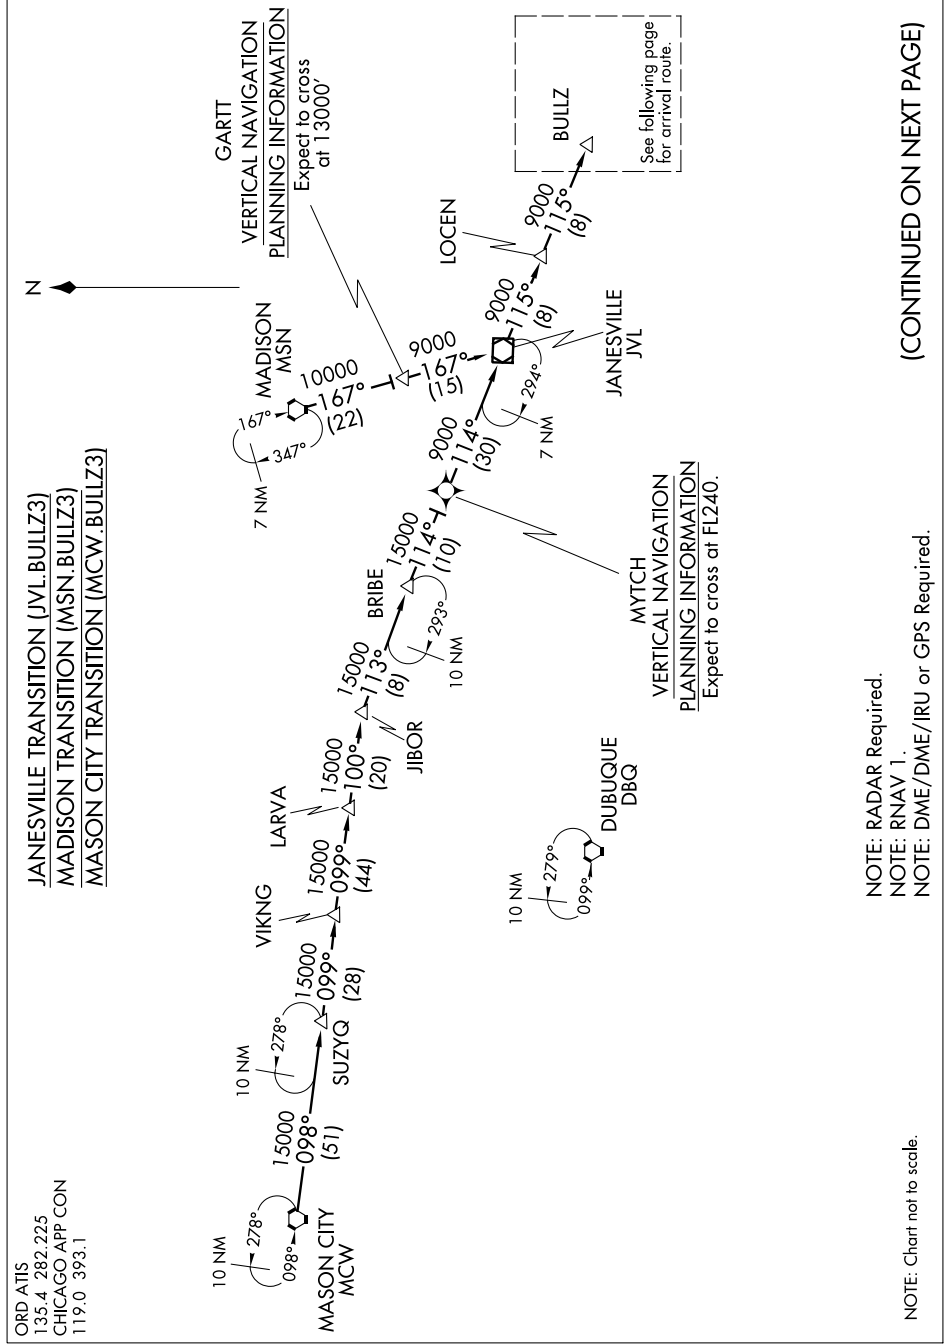 ORD ATIS
135.4 282.225
CHICAGO APP CON
119.0 393.1
JANESVILLE TRANSITION (JVL.BULLZ3)
MADISON TRANSITION (MSN.BULLZ3)
MASON CITY TRANSITION (MCW.BULLZ3)
N
GARTT
VERTICAL NAVIGATION
PLANNING INFORMATION
Expect to cross
at 13000'
MADISON
MSN
167°
347°
7 NM
10000
167°
(22)
9000
167°
(15)
10 NM
278°
098°
MASON CITY
MCW
15000
098°
(51)
10 NM
278°
SUZYQ
15000
099°
(28)
VIKNG
15000
099°
(44)
LARVA
15000
100°
(20)
JIBOR
15000
113°
(8)
BRIBE
293°
10 NM
15000
114°
(10)
MYTCH
VERTICAL NAVIGATION
PLANNING INFORMATION
Expect to cross at FL240.
9000
114°
(30)
294°
7 NM
JANESVILLE
JVL
9000
115°
(8)
LOCEN
9000
115°
(8)
BULLZ
See following page
for arrival route.
10 NM
279°
099°
DUBUQUE
DBQ
NOTE: RADAR Required.
NOTE: RNAV 1.
NOTE: DME/DME/IRU or GPS Required.
NOTE: Chart not to scale.
(CONTINUED ON NEXT PAGE)